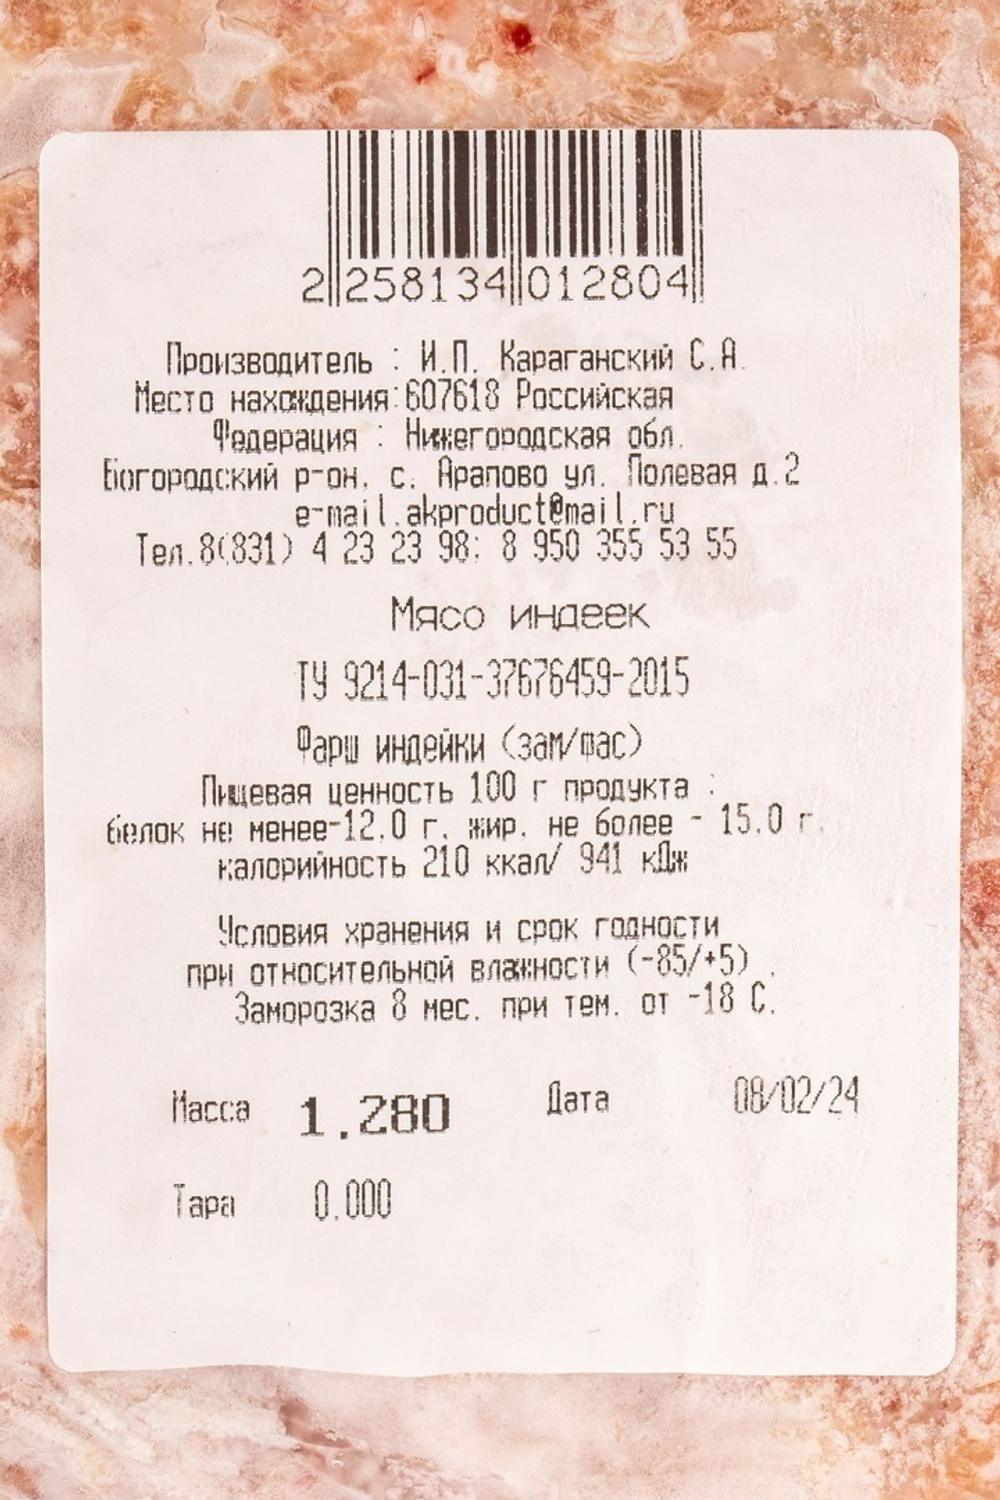 2 258134 012804
Производитель : И.П. Караганский С.А.
Место нахождения:607618 Российская
Федерация : Нижегородская обл.
Богородский р-он, с. Арапово ул. Полевая д.2
e-mail.akproduct@mail.ru
Тел.8(831) 4 23 23 98; 8 950 355 53 55
Мясо индеек
ТУ 9214-031-37676459-2015
Фарш индейки (зам/фас)
Пищевая ценность 100 г продукта :
белок не менее-12.0 г, жир, не более - 15.0 г,
калорийность 210 ккал/ 941 кДж
Условия хранения и срок годности
при относительной влажности (-85/+5) .
Заморозка 8 мес. при тем. от -18 С.
Масса 1.280 Дата 08/02/24
Тара 0.000